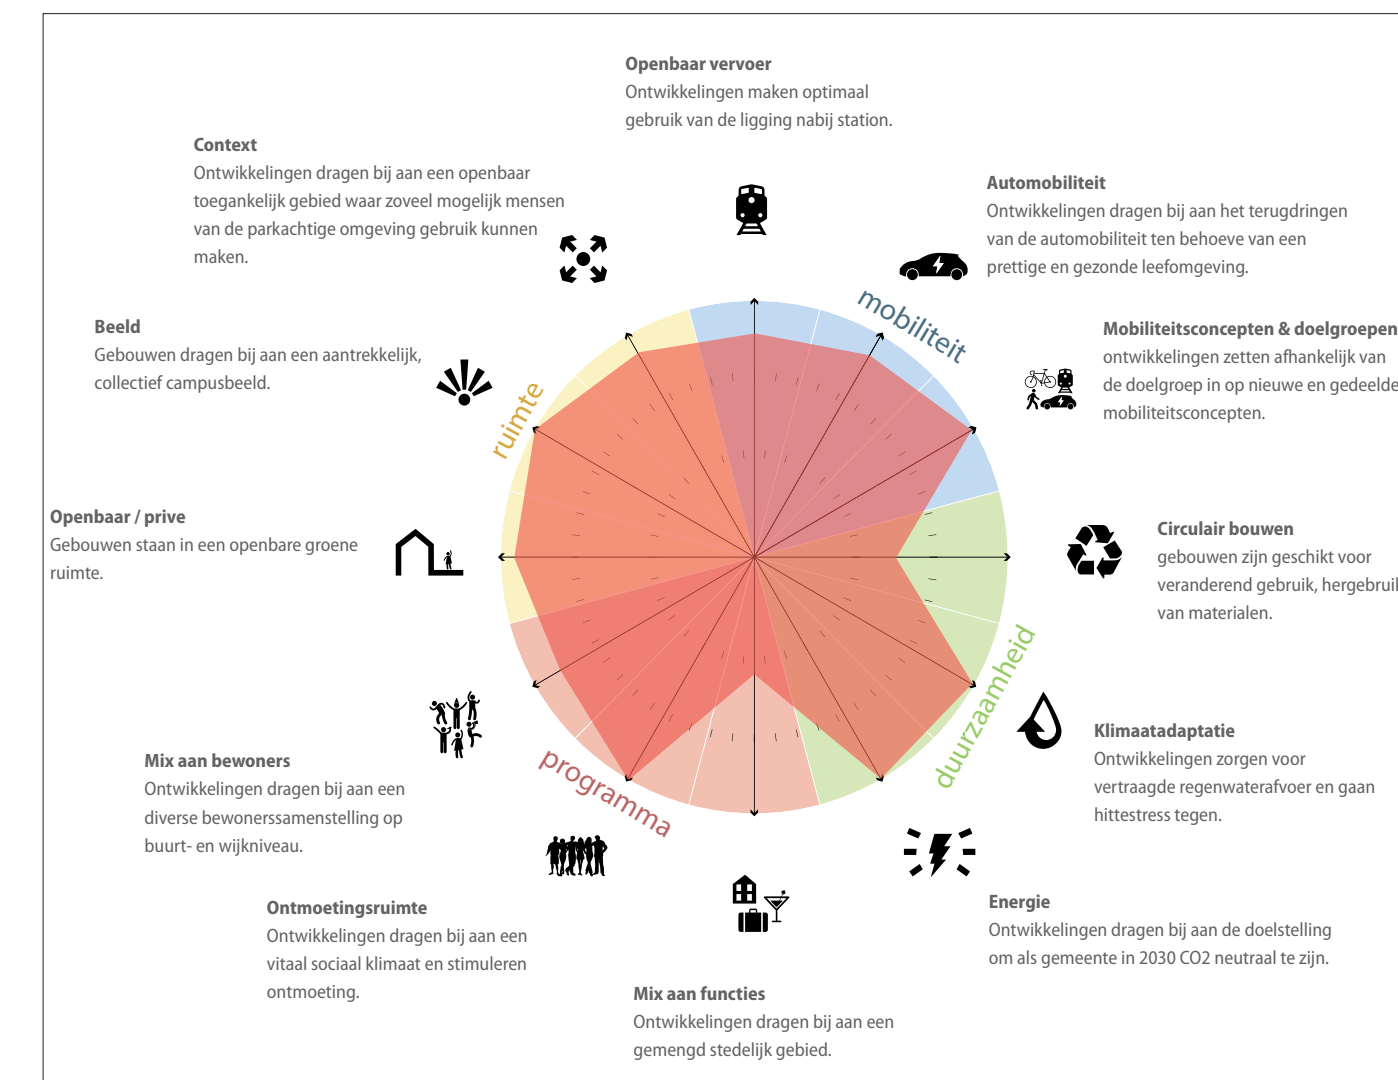 Openbaar vervoer
Ontwikkelingen maken optimaal
gebruik van de ligging nabij station.
Context
Ontwikkelingen dragen bij aan een openbaar
toegankelijk gebied waar zoveel mogelijk mensen
van de parkachtige omgeving gebruik kunnen
maken.
Automobiliteit
Ontwikkelingen dragen bij aan het terugdringen
van de automobiliteit ten behoeve van een
prettige en gezonde leefomgeving.
mobiliteit
Beeld
Gebouwen dragen bij aan een aantrekkelijk,
collectief campusbeeld.
Mobiliteitsconcepten & doelgroepen
ontwikkelingen zetten afhankelijk van
de doelgroep in op nieuwe en gedeelde
mobiliteitsconcepten.
ruimte
Openbaar / prive
Gebouwen staan in een openbare groene
ruimte.
Circulair bouwen
gebouwen zijn geschikt voor
veranderend gebruik, hergebruik
van materialen.
duurzaamheid
Klimaatadaptatie
Ontwikkelingen zorgen voor
vertraagde regenwaterafvoer en gaan
hittestress tegen.
programma
Mix aan bewoners
Ontwikkelingen dragen bij aan een
diverse bewonerssamenstelling op
buurt- en wijkniveau.
Energie
Ontwikkelingen dragen bij aan de doelstelling
om als gemeente in 2030 CO2 neutraal te zijn.
Ontmoetingsruimte
Ontwikkelingen dragen bij aan een
vitaal sociaal klimaat en stimuleren
ontmoeting.
Mix aan functies
Ontwikkelingen dragen bij aan een
gemengd stedelijk gebied.